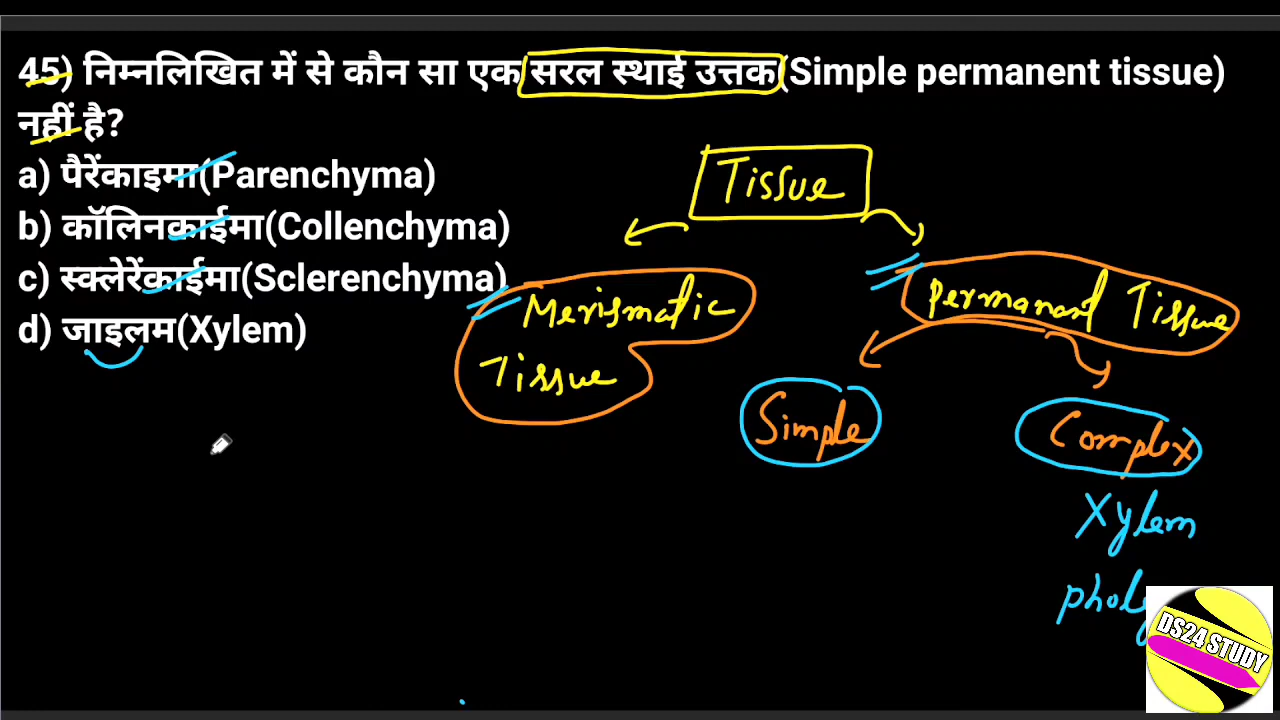 45) निम्नलिखित में से कौन सा एक सरल स्थाई उत्तक(Simple permanent tissue)
नहीं है?
a) पैरेंकाइमा(Parenchyma)
b) कॉलिनकाईमा(Collenchyma)
c) स्क्लेरेंकाईमा(Sclerenchyma)
d) जाइलम(Xylem)
Tissue
Merismatic
Tissue
permanant Tissue
Simple
Complex
Xylem
DS24 STUDY